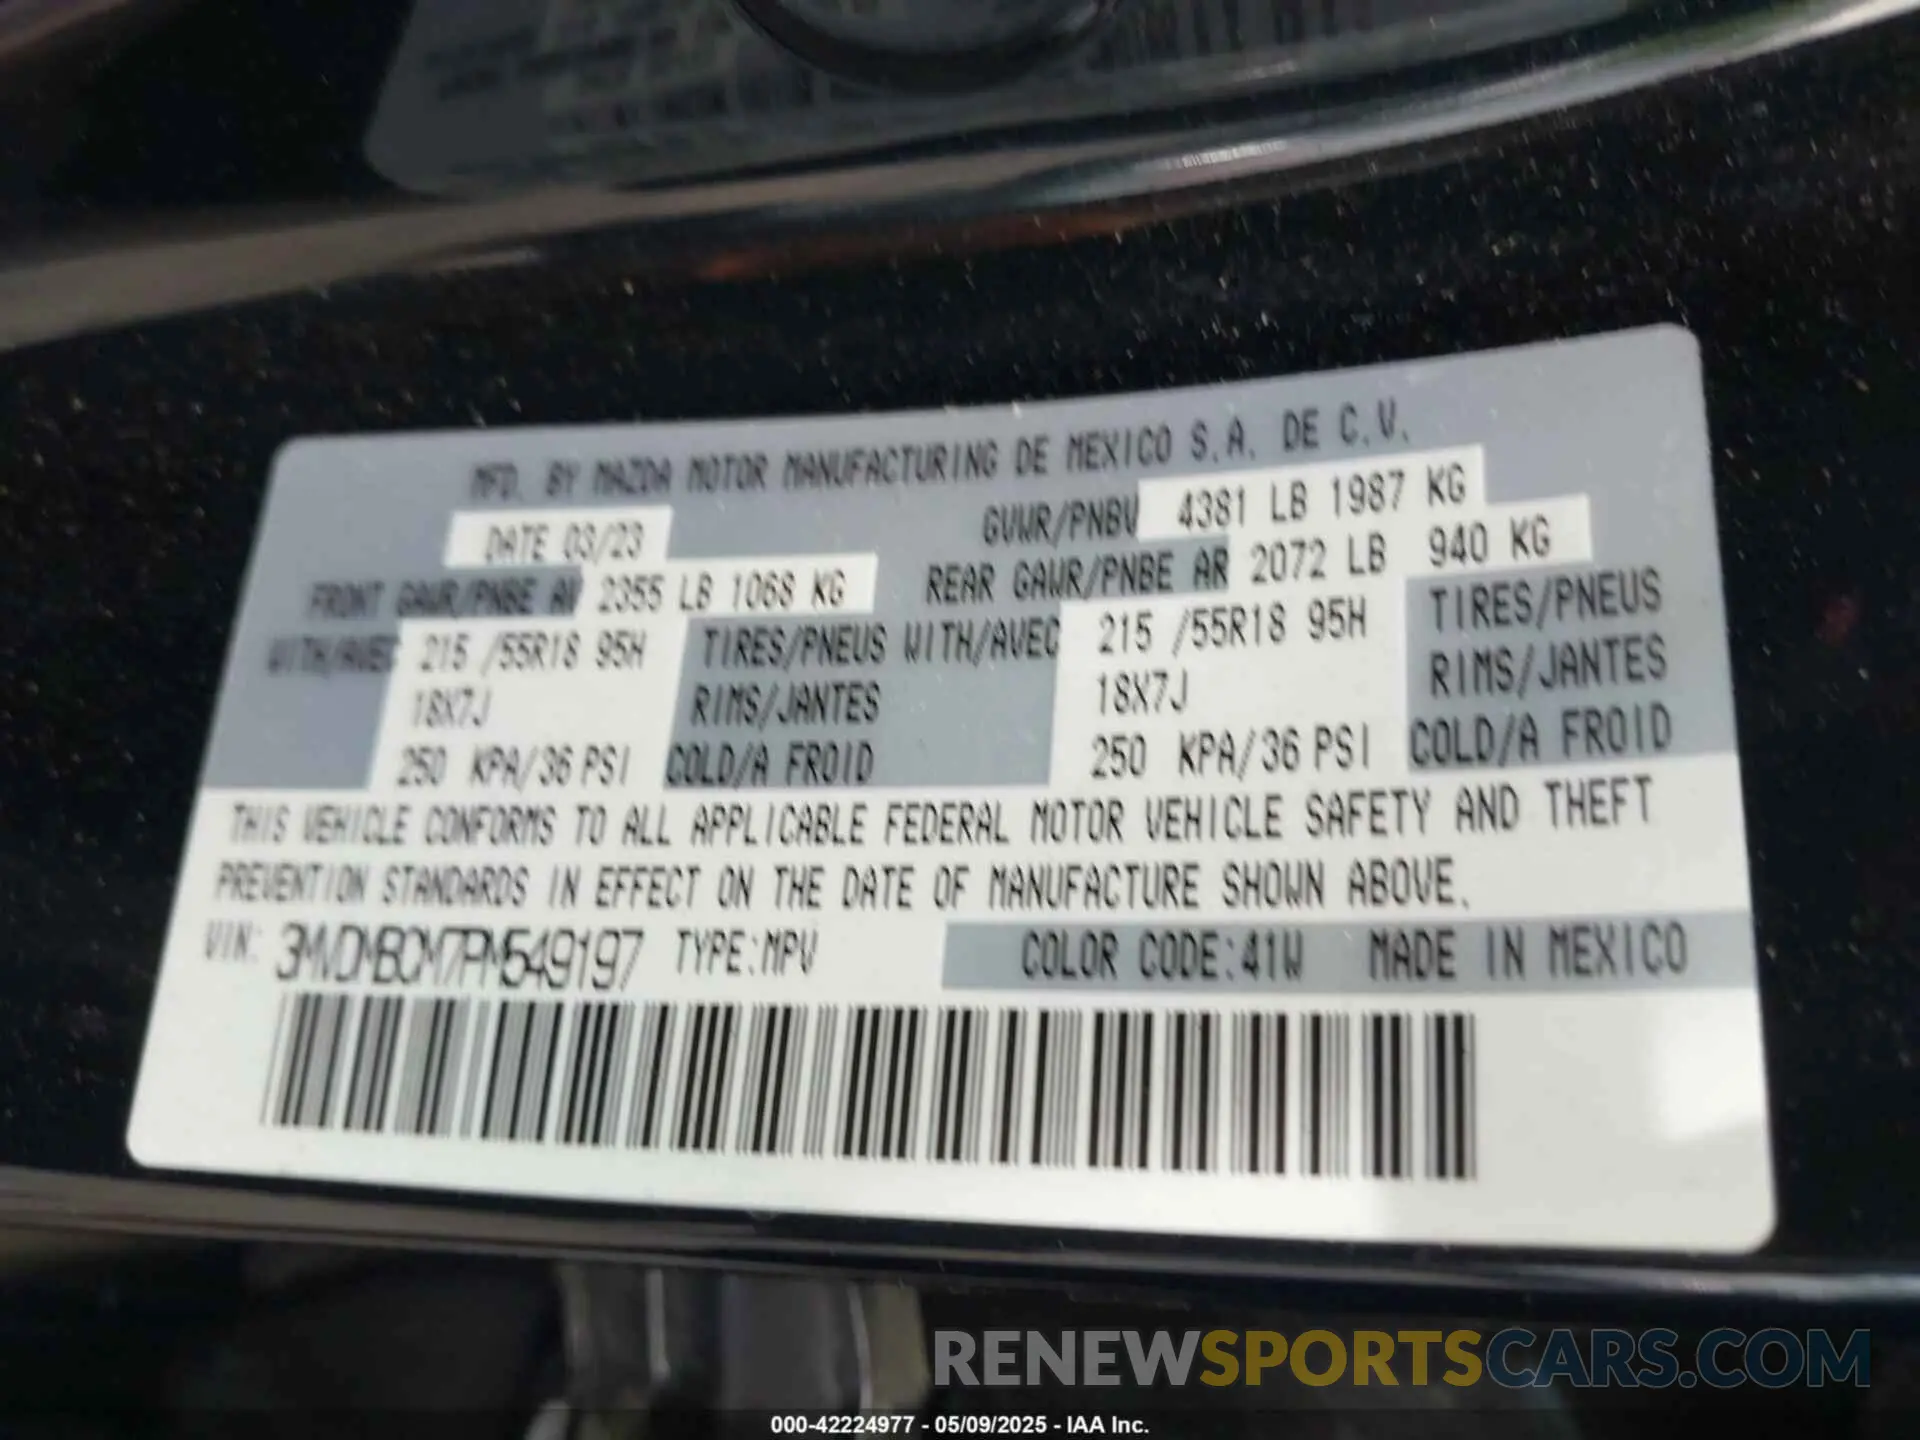 MFD. BY MAZDA MOTOR MANUFACTURING DE MEXICO S.A. DE C.V.
DATE 03/23 GVWR/PNBV 4381 LB 1987 KG
FRONT GAWR/PNBE AV 2355 LB 1068 KG REAR GAWR/PNBE AR 2072 LB 940 KG
WITH/AVEC 215 /55R18 95H TIRES/PNEUS WITH/AVEC 215 /55R18 95H TIRES/PNEUS
18X7J RIMS/JANTES 18X7J RIMS/JANTES
250 KPA/36 PSI COLD/A FROID 250 KPA/36 PSI COLD/A FROID
THIS VEHICLE CONFORMS TO ALL APPLICABLE FEDERAL MOTOR VEHICLE SAFETY AND THEFT
PREVENTION STANDARDS IN EFFECT ON THE DATE OF MANUFACTURE SHOWN ABOVE.
VIN: 3MVDMBCM7PM549197 TYPE:MPV COLOR CODE:41W MADE IN MEXICO
RENEWSPORTSCARS.COM
000-42224977 - 05/09/2025 - IAA Inc.